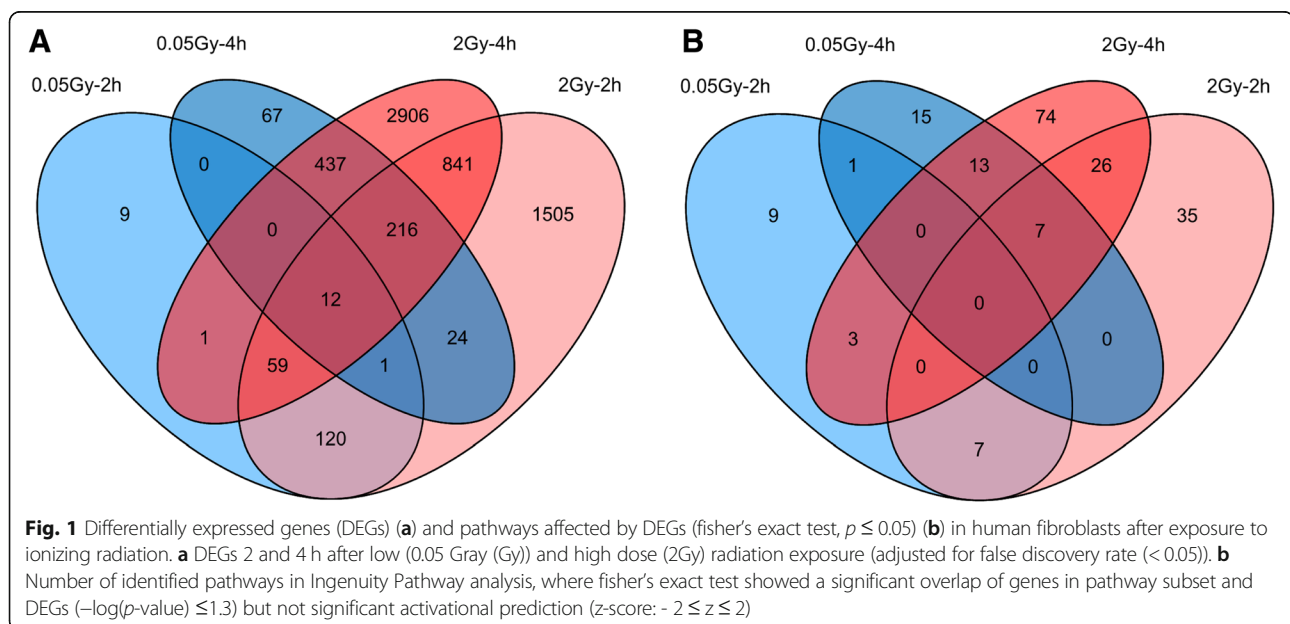 A
B
0.05Gy-4h
2Gy-4h
0.05Gy-4h
2Gy-4h
0.05Gy-2h
2Gy-2h
0.05Gy-2h
2Gy-2h
67
2906
15
74
0
437
841
1
13
26
9
1505
9
35
0
216
0
7
12
0
1
24
3
0
59
1
0
0
120
7
Fig. 1 Differentially expressed genes (DEGs) (a) and pathways affected by DEGs (fisher's exact test, p ≤ 0.05) (b) in human fibroblasts after exposure to
ionizing radiation. a DEGs 2 and 4 h after low (0.05 Gray (Gy)) and high dose (2Gy) radiation exposure (adjusted for false discovery rate (< 0.05)). b
Number of identified pathways in Ingenuity Pathway analysis, where fisher's exact test showed a significant overlap of genes in pathway subset and
DEGs (−log(p-value) ≤1.3) but not significant activational prediction (z-score: - 2 ≤ z ≤ 2)